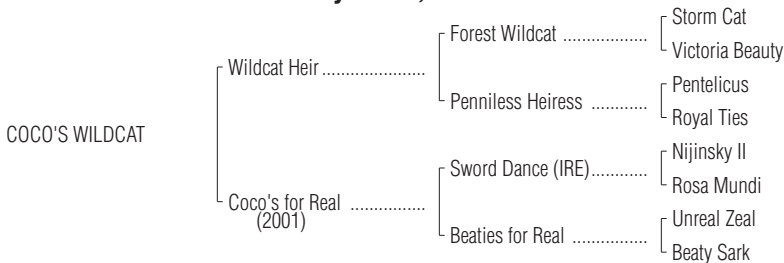 Storm Cat
Forest Wildcat ..................
Victoria Beauty
Wildcat Heir ......................
Pentelicus
Penniless Heiress ............
Royal Ties
COCO'S WILDCAT
Nijinsky II
Sword Dance (IRE)............
Rosa Mundi
Coco's for Real ................
(2001)
Unreal Zeal
Beaties for Real ................
Beaty Sark